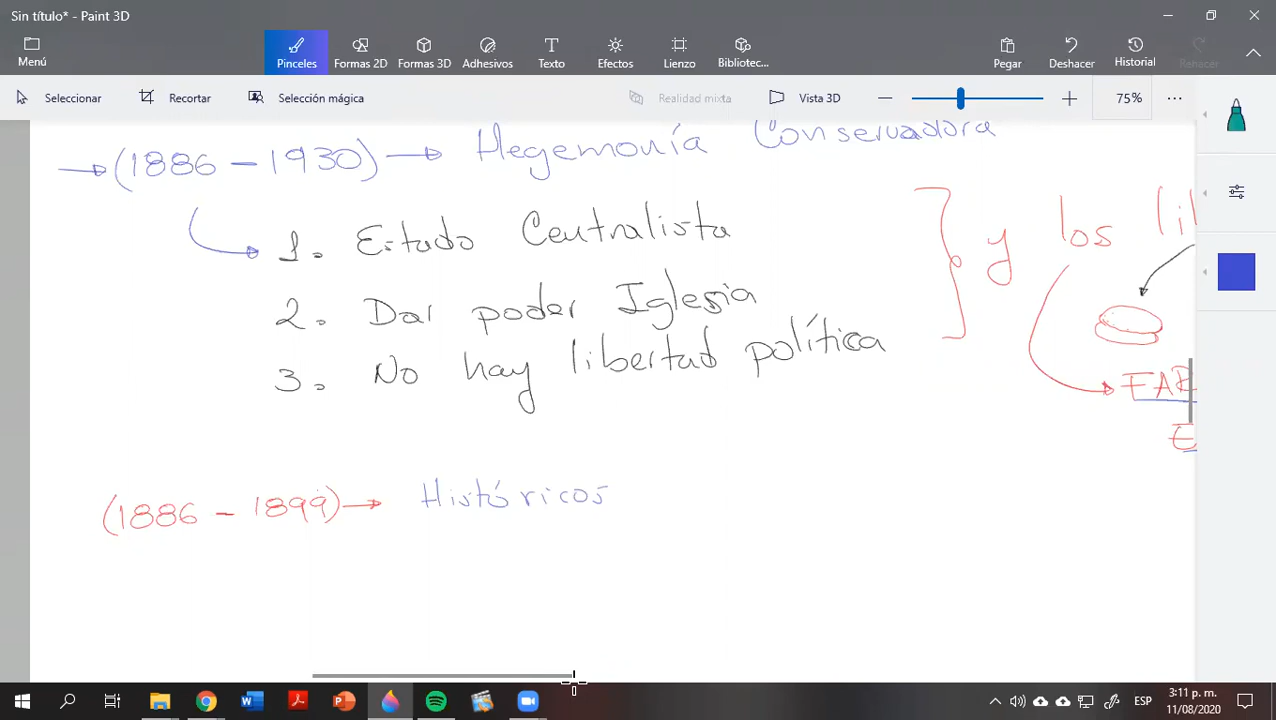 Sin título* - Paint 3D
Menú
Pinceles
Formas 2D
Formas 3D
Adhesivos
Texto
Efectos
Lienzo
Bibliotec...
Pegar
Deshacer
Historial
Rehacer
Seleccionar
Recortar
Selección mágica
Realidad mixta
Vista 3D
75%
(1886 - 1930) Hegemonía Conservadora
1. Estado Centralista
2. Dar poder Iglesia
3. No hay libertad política
y los
(1886 - 1899) Históricos
ESP
3:11 p. m.
11/08/2020